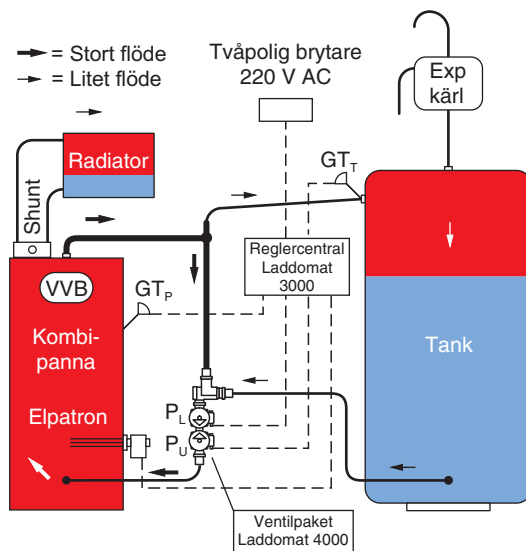 = Stort flöde
= Litet flöde
Tvåpolig brytare
220 V AC
Exp
kärl
Radiator
Shunt
GTT
VVB
GTP
Reglercentral
Laddomat
3000
Kombi-
panna
Tank
Elpatron
PL
PU
Ventilpaket
Laddomat 4000